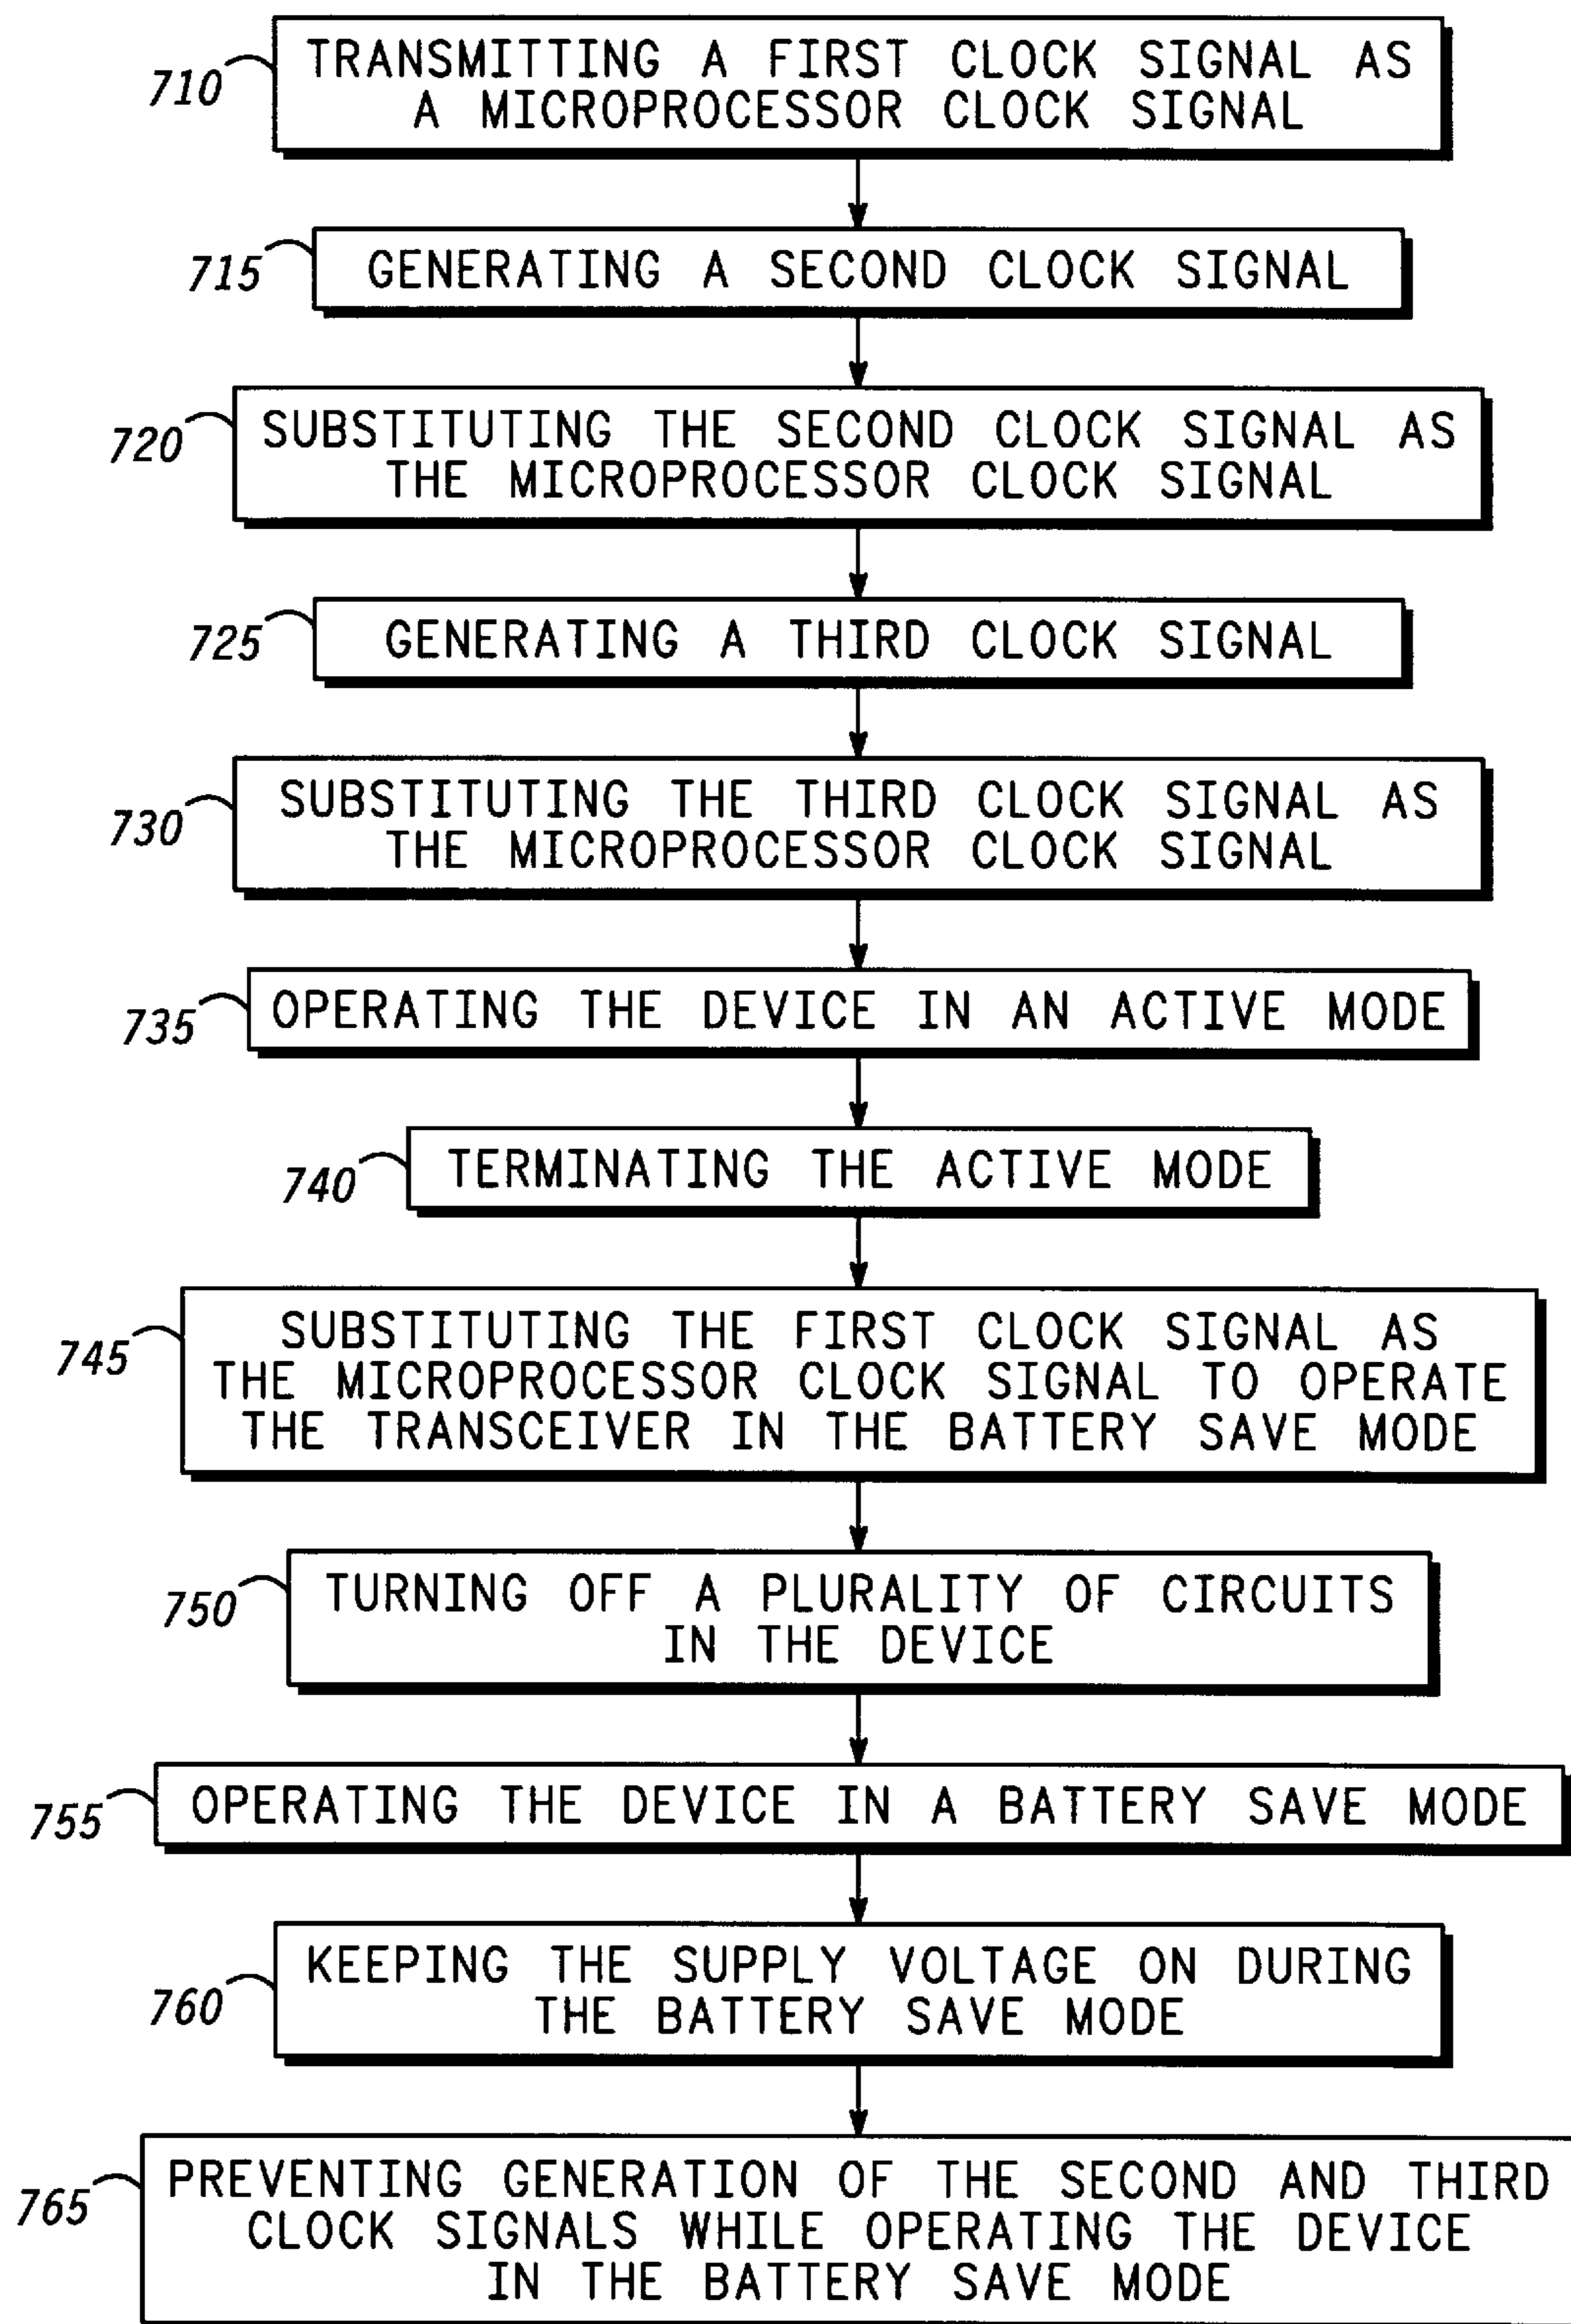 710
TRANSMITTING A FIRST CLOCK SIGNAL AS
A MICROPROCESSOR CLOCK SIGNAL
715
GENERATING A SECOND CLOCK SIGNAL
720
SUBSTITUTING THE SECOND CLOCK SIGNAL AS
THE MICROPROCESSOR CLOCK SIGNAL
725
GENERATING A THIRD CLOCK SIGNAL
730
SUBSTITUTING THE THIRD CLOCK SIGNAL AS
THE MICROPROCESSOR CLOCK SIGNAL
735
OPERATING THE DEVICE IN AN ACTIVE MODE
740
TERMINATING THE ACTIVE MODE
745
SUBSTITUTING THE FIRST CLOCK SIGNAL AS
THE MICROPROCESSOR CLOCK SIGNAL TO OPERATE
THE TRANSCEIVER IN THE BATTERY SAVE MODE
750
TURNING OFF A PLURALITY OF CIRCUITS
IN THE DEVICE
755
OPERATING THE DEVICE IN A BATTERY SAVE MODE
760
KEEPING THE SUPPLY VOLTAGE ON DURING
THE BATTERY SAVE MODE
765
PREVENTING GENERATION OF THE SECOND AND THIRD
CLOCK SIGNALS WHILE OPERATING THE DEVICE
IN THE BATTERY SAVE MODE